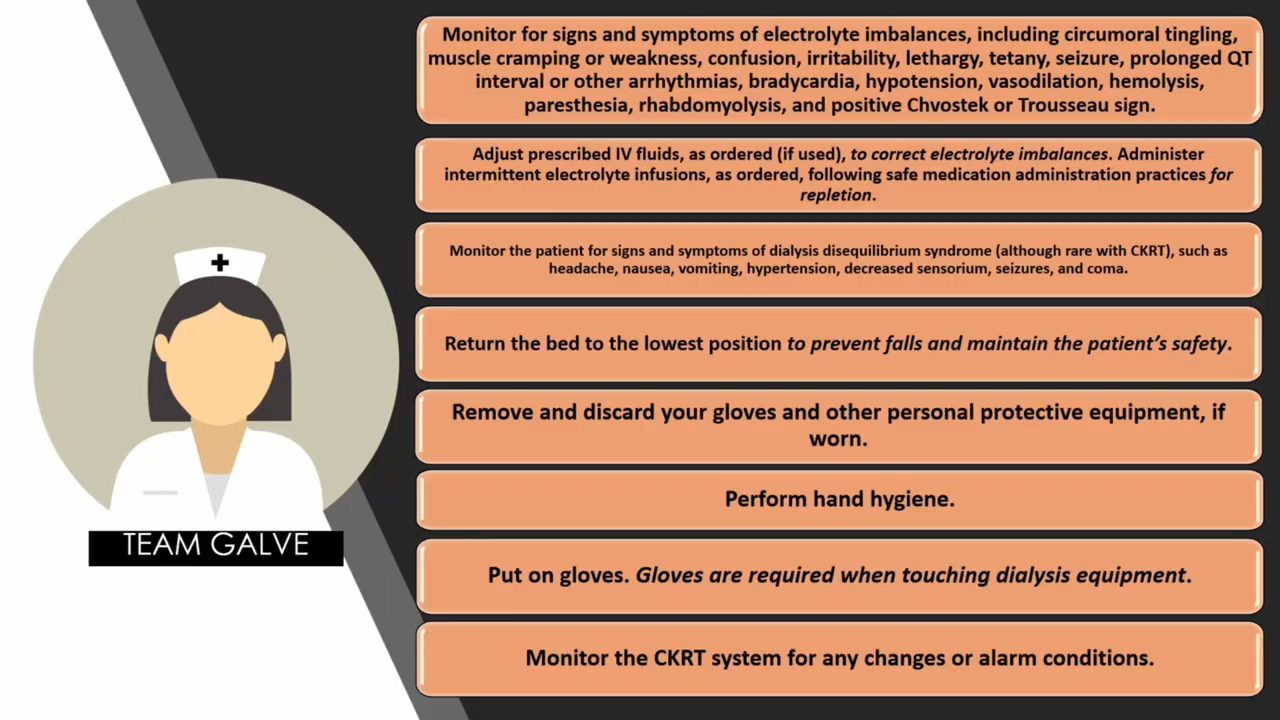 Monitor for signs and symptoms of electrolyte imbalances, including circumoral tingling,
muscle cramping or weakness, confusion, irritability, lethargy, tetany, seizure, prolonged QT
interval or other arrhythmias, bradycardia, hypotension, vasodilation, hemolysis,
paresthesia, rhabdomyolysis, and positive Chvostek or Trousseau sign.
Adjust prescribed IV fluids, as ordered (if used), to correct electrolyte imbalances. Administer
intermittent electrolyte infusions, as ordered, following safe medication administration practices for
repletion.
Monitor the patient for signs and symptoms of dialysis disequilibrium syndrome (although rare with CKRT), such as
headache, nausea, vomiting, hypertension, decreased sensorium, seizures, and coma.
Return the bed to the lowest position to prevent falls and maintain the patient's safety.
Remove and discard your gloves and other personal protective equipment, if
worn.
Perform hand hygiene.
Put on gloves. Gloves are required when touching dialysis equipment.
Monitor the CKRT system for any changes or alarm conditions.
TEAM GALVE